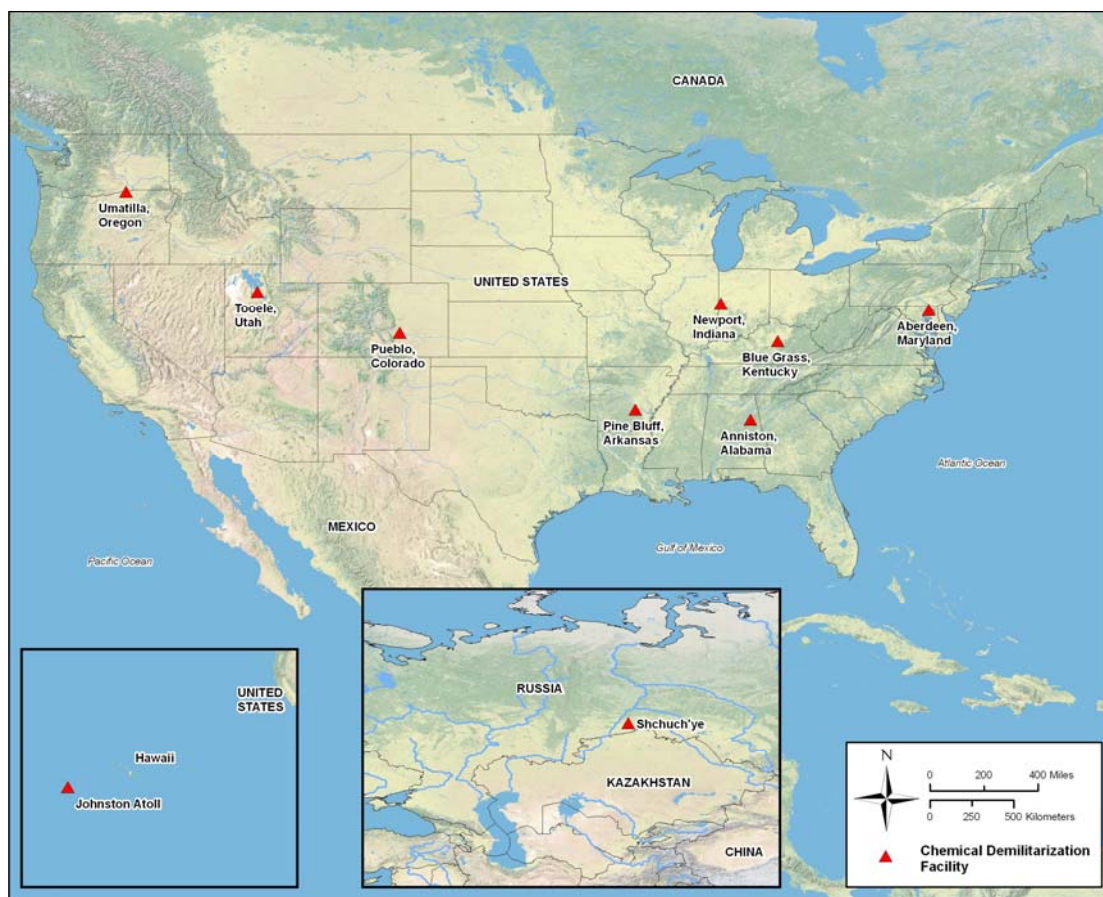 CANADA
Umatilla,
Oregon
UNITED STATES
Tooele,
Utah
Newport,
Indiana
Aberdeen,
Maryland
Pueblo,
Colorado
Blue Grass,
Kentucky
Pine Bluff,
Arkansas
Anniston,
Alabama
Atlantic Ocean
MEXICO
Gulf of Mexico
Pacific Ocean
UNITED
STATES
Hawaii
Johnston Atoll
RUSSIA
Shchuch'ye
KAZAKHSTAN
CHINA
N
0 200 400 Miles
0 250 500 Kilometers
Chemical Demilitarization
Facility